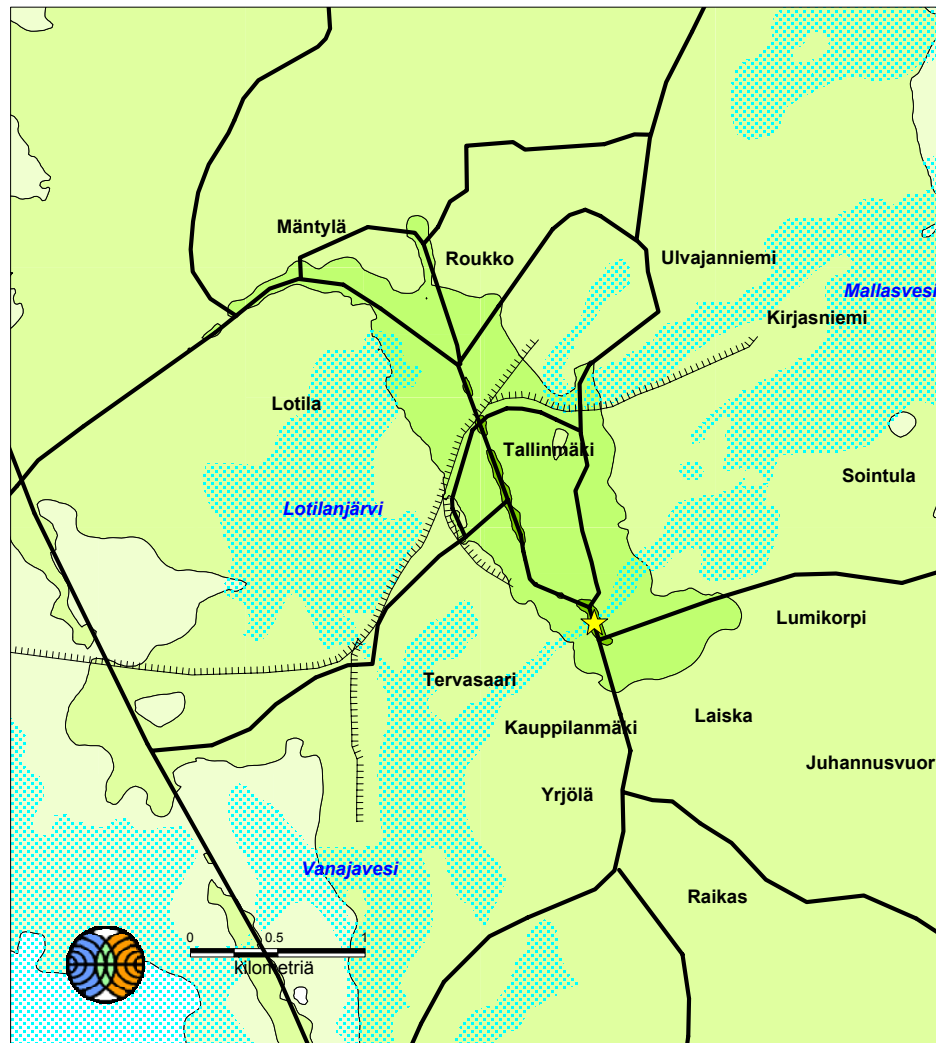 Mäntylä
Roukko
Ulvajanniemi
Mallasvesi
Kirjasniemi
Lotila
Tallinmäki
Sointula
Lotilanjärvi
Lumikorpi
Tervasaari
Laiska
Kauppilanmäki
Juhannusvuor
Yrjölä
Vanajavesi
Raikas
0 0.5 1
kilometriä